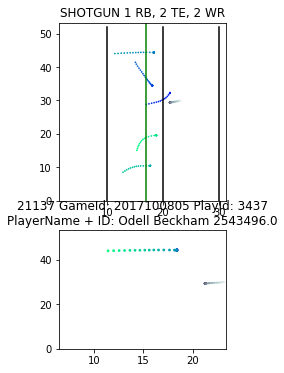 SHOTGUN 1 RB, 2 TE, 2 WR
50
40
30
20
10
0
10 20 30
21137 GameId: 2017100805 PlayId: 3437
PlayerName + ID: Odell Beckham 2543496.0
40
20
0
10 15 20